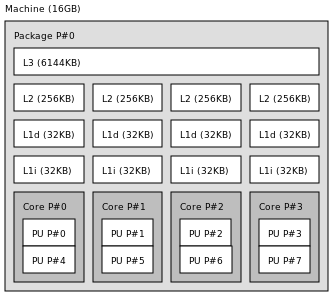 Machine (16GB)
Package P#0
L3 (6144KB)
L2 (256KB) L2 (256KB) L2 (256KB) L2 (256KB)
L1d (32KB) L1d (32KB) L1d (32KB) L1d (32KB)
L1i (32KB) L1i (32KB) L1i (32KB) L1i (32KB)
Core P#0 Core P#1 Core P#2 Core P#3
PU P#0 PU P#1 PU P#2 PU P#3
PU P#4 PU P#5 PU P#6 PU P#7